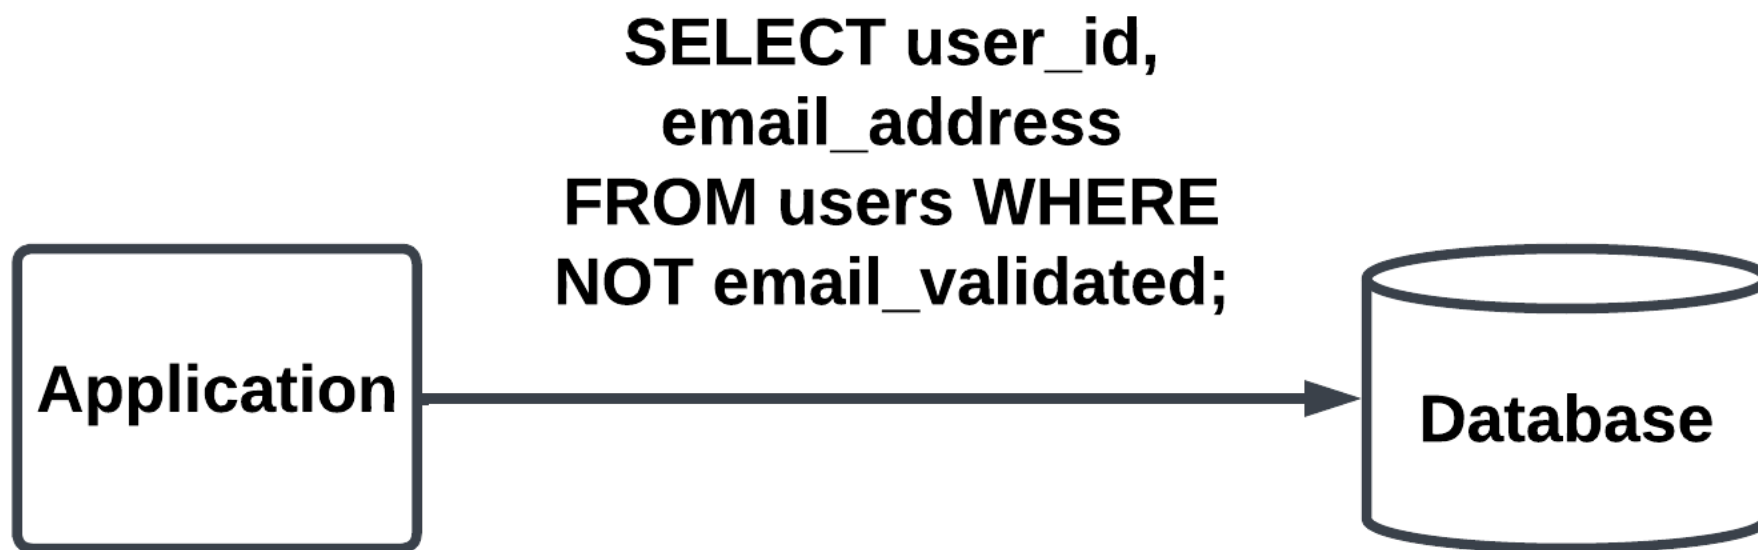 SELECT user_id,
email_address
FROM users WHERE
NOT email_validated;
Application
Database